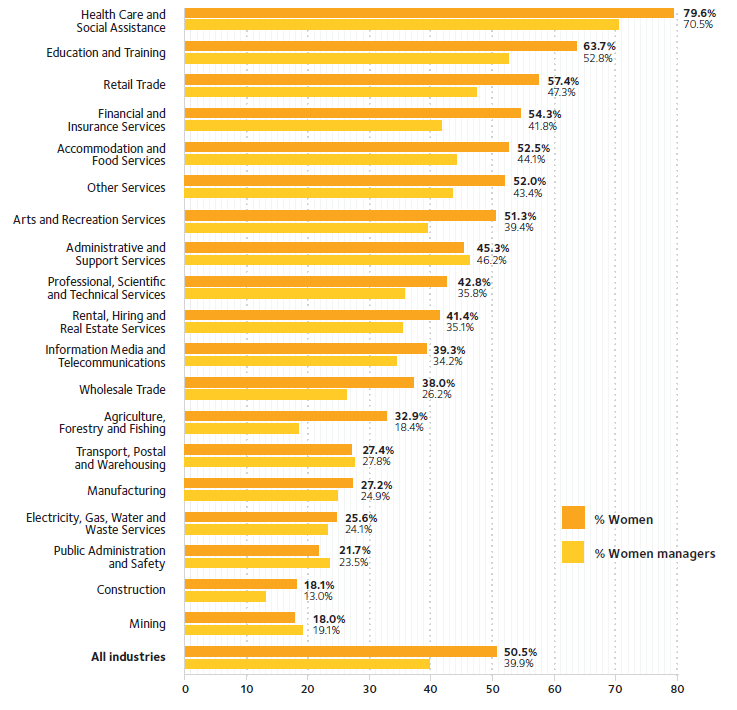 Health Care and
Social Assistance
79.6%
70.5%
Education and Training
63.7%
52.8%
Retail Trade
57.4%
47.3%
Financial and
Insurance Services
54.3%
41.8%
Accommodation and
Food Services
52.5%
44.1%
Other Services
52.0%
43.4%
Arts and Recreation Services
51.3%
39.4%
Administrative and
Support Services
45.3%
46.2%
Professional, Scientific
and Technical Services
42.8%
35.8%
Rental, Hiring and
Real Estate Services
41.4%
35.1%
Information Media and
Telecommunications
39.3%
34.2%
Wholesale Trade
38.0%
26.2%
Agriculture,
Forestry and Fishing
32.9%
18.4%
Transport, Postal
and Warehousing
27.4%
27.8%
Manufacturing
27.2%
24.9%
Electricity, Gas, Water and
Waste Services
25.6%
24.1%
Public Administration
and Safety
21.7%
23.5%
Construction
18.1%
13.0%
Mining
18.0%
19.1%
All industries
50.5%
39.9%
% Women
% Women managers
0 10 20 30 40 50 60 70 80